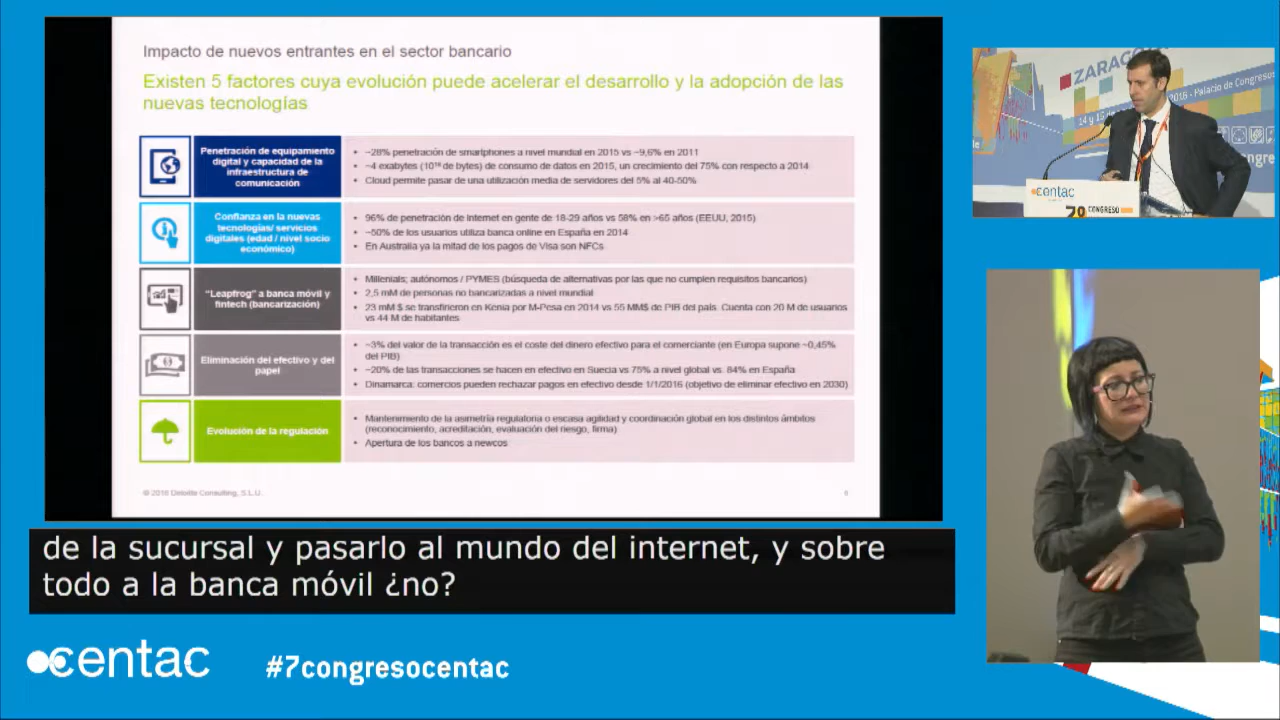 Impacto de nuevos entrantes en el sector bancario
Existen 5 factores cuya evolución puede acelerar el desarrollo y la adopción de las
nuevas tecnologías
Penetración de equipamiento
digital y capacidad de la
infraestructura de
comunicación
• ~28% penetración de smartphones a nivel mundial en 2015 vs ~9,6% en 2011
• ~4 exabytes (10¹⁸ de bytes) de consumo de datos en 2015, un crecimiento del 75% con respecto a 2014
• Cloud permite pasar de una utilización media de servidores del 5% al 40-50%
Confianza en la nuevas
tecnologías/ servicios
digitales (edad / nivel socio
económico)
• 96% de penetración de Internet en gente de 18-29 años vs 58% en >65 años (EEUU, 2015)
• ~50% de los usuarios utiliza banca online en España en 2014
• En Australia ya la mitad de los pagos de Visa son NFCs
"Leapfrog" a banca móvil y
fintech (bancarización)
• Millenials; autónomos / PYMES (búsqueda de alternativas por las que no cumplen requisitos bancarios)
• 2,5 mM de personas no bancarizadas a nivel mundial
• 23 mM $ se transfirieron en Kenia por M-Pesa en 2014 vs 55 MM$ de PIB del país. Cuenta con 20 M de usuarios
vs 44 M de habitantes
Eliminación del efectivo y del
papel
• ~3% del valor de la transacción es el coste del dinero efectivo para el comerciante (en Europa supone ~0,45%
del PIB)
• ~20% de las transacciones se hacen en efectivo en Suecia vs 75% a nivel global vs. 84% en España
• Dinamarca: comercios pueden rechazar pagos en efectivo desde 1/1/2016 (objetivo de eliminar efectivo en 2030)
Evolución de la regulación
• Mantenimiento de la asimetría regulatoria o escasa agilidad y coordinación global en los distintos ámbitos
(reconocimiento, acreditación, evaluación del riesgo, firma)
• Apertura de los bancos a newcos
© 2016 Deloitte Consulting, S.L.U.
ZARAGO
14 y 15 de
2016 - Palacio de Congresos
centac
7º CONGRESO
de la sucursal y pasarlo al mundo del internet, y sobre
todo a la banca móvil ¿no?
centac
#7congresocentac